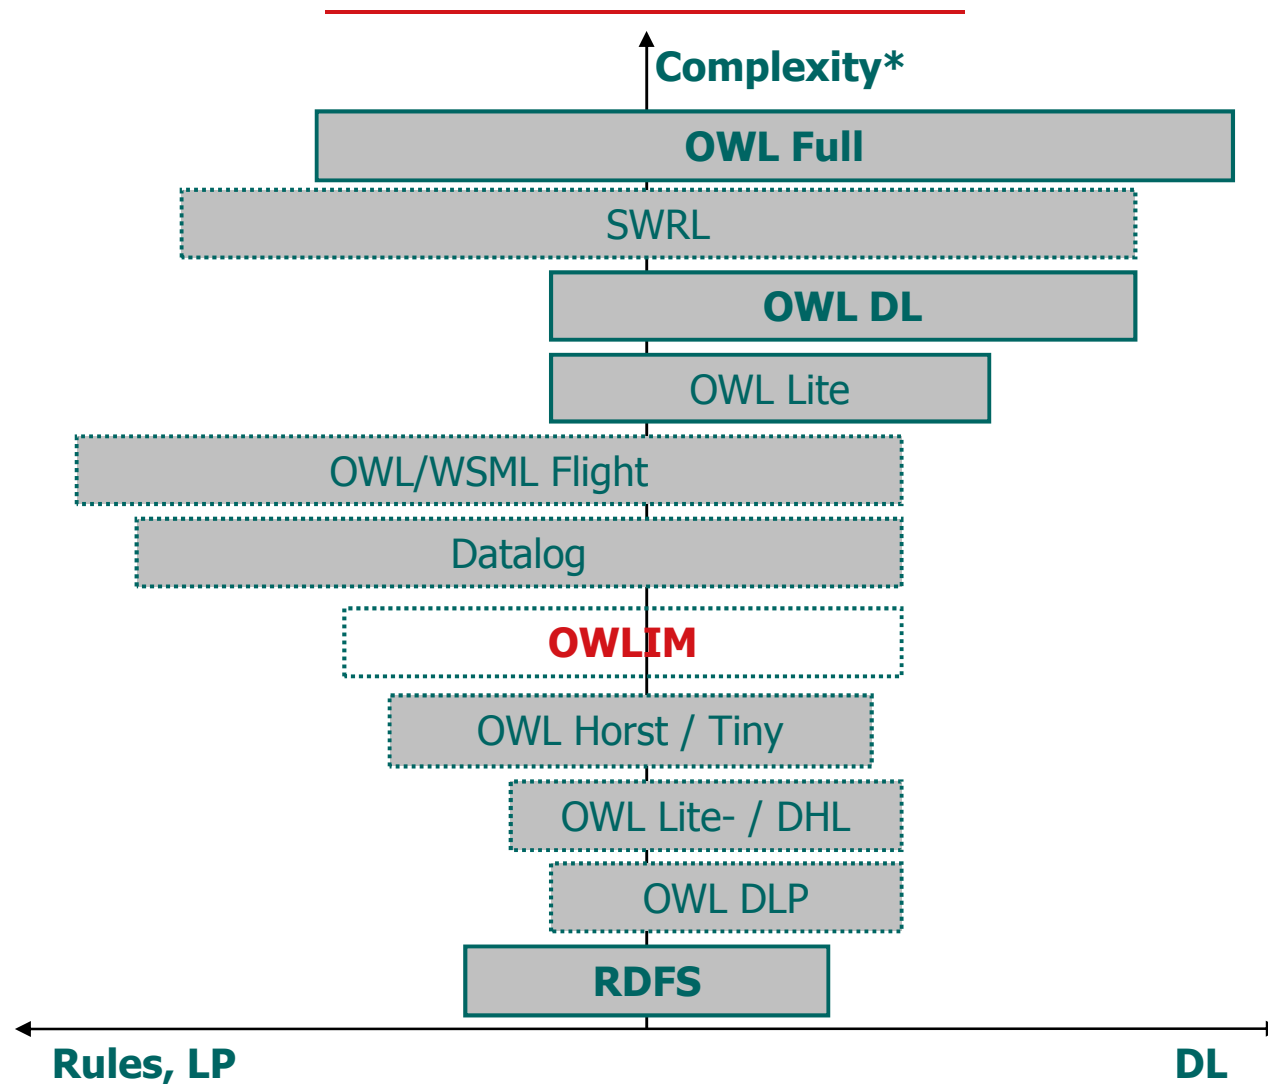 Complexity*
OWL Full
SWRL
OWL DL
OWL Lite
OWL/WSML Flight
Datalog
OWLIM
OWL Horst / Tiny
OWL Lite- / DHL
OWL DLP
RDFS
Rules, LP
DL